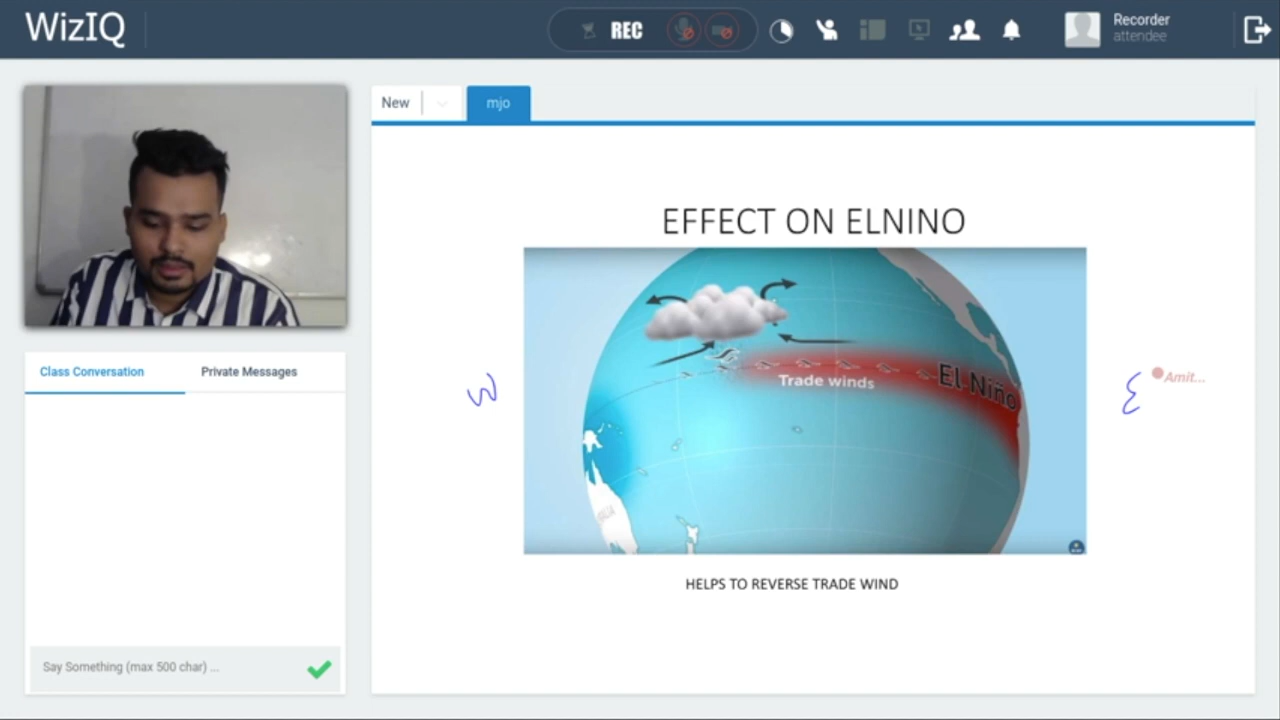 WizIQ
REC
Recorder
attendee
New
mjo
EFFECT ON ELNINO
El Niño
Trade winds
W
E
Amit...
HELPS TO REVERSE TRADE WIND
Class Conversation
Private Messages
Say Something (max 500 char) ...